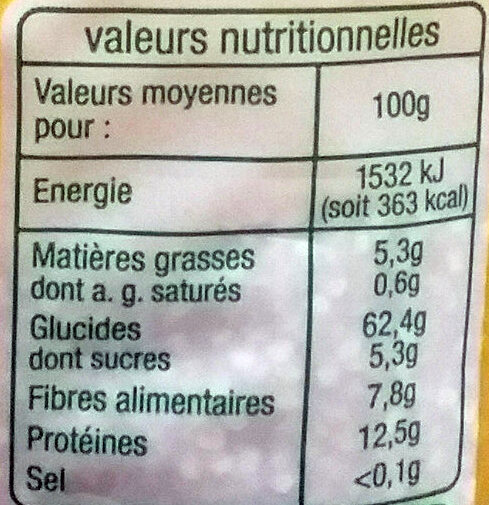 valeurs nutritionnelles
Valeurs moyennes
pour :
100g
Energie
1532 kJ
(soit 363 kcal)
Matières grasses 5,3g
dont a. g. saturés 0,6g
Glucides 62,4g
dont sucres 5,3g
Fibres alimentaires 7,8g
Protéines 12,5g
Sel <0,1g